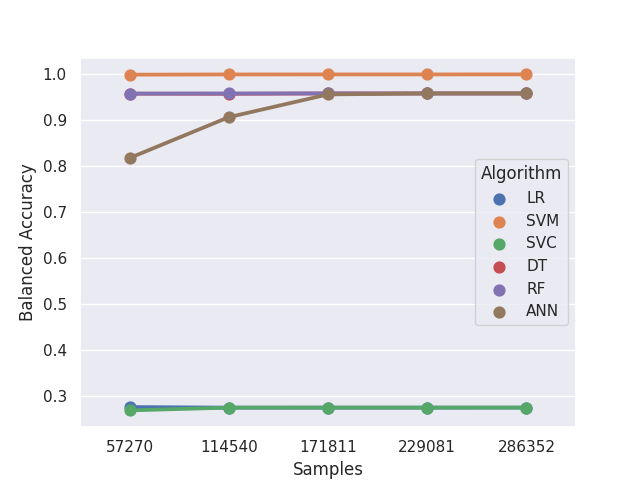 1.0
0.9
0.8
0.7
0.6
0.5
0.4
0.3
Balanced Accuracy
Algorithm
LR
SVM
SVC
DT
RF
ANN
57270
114540
171811
229081
286352
Samples